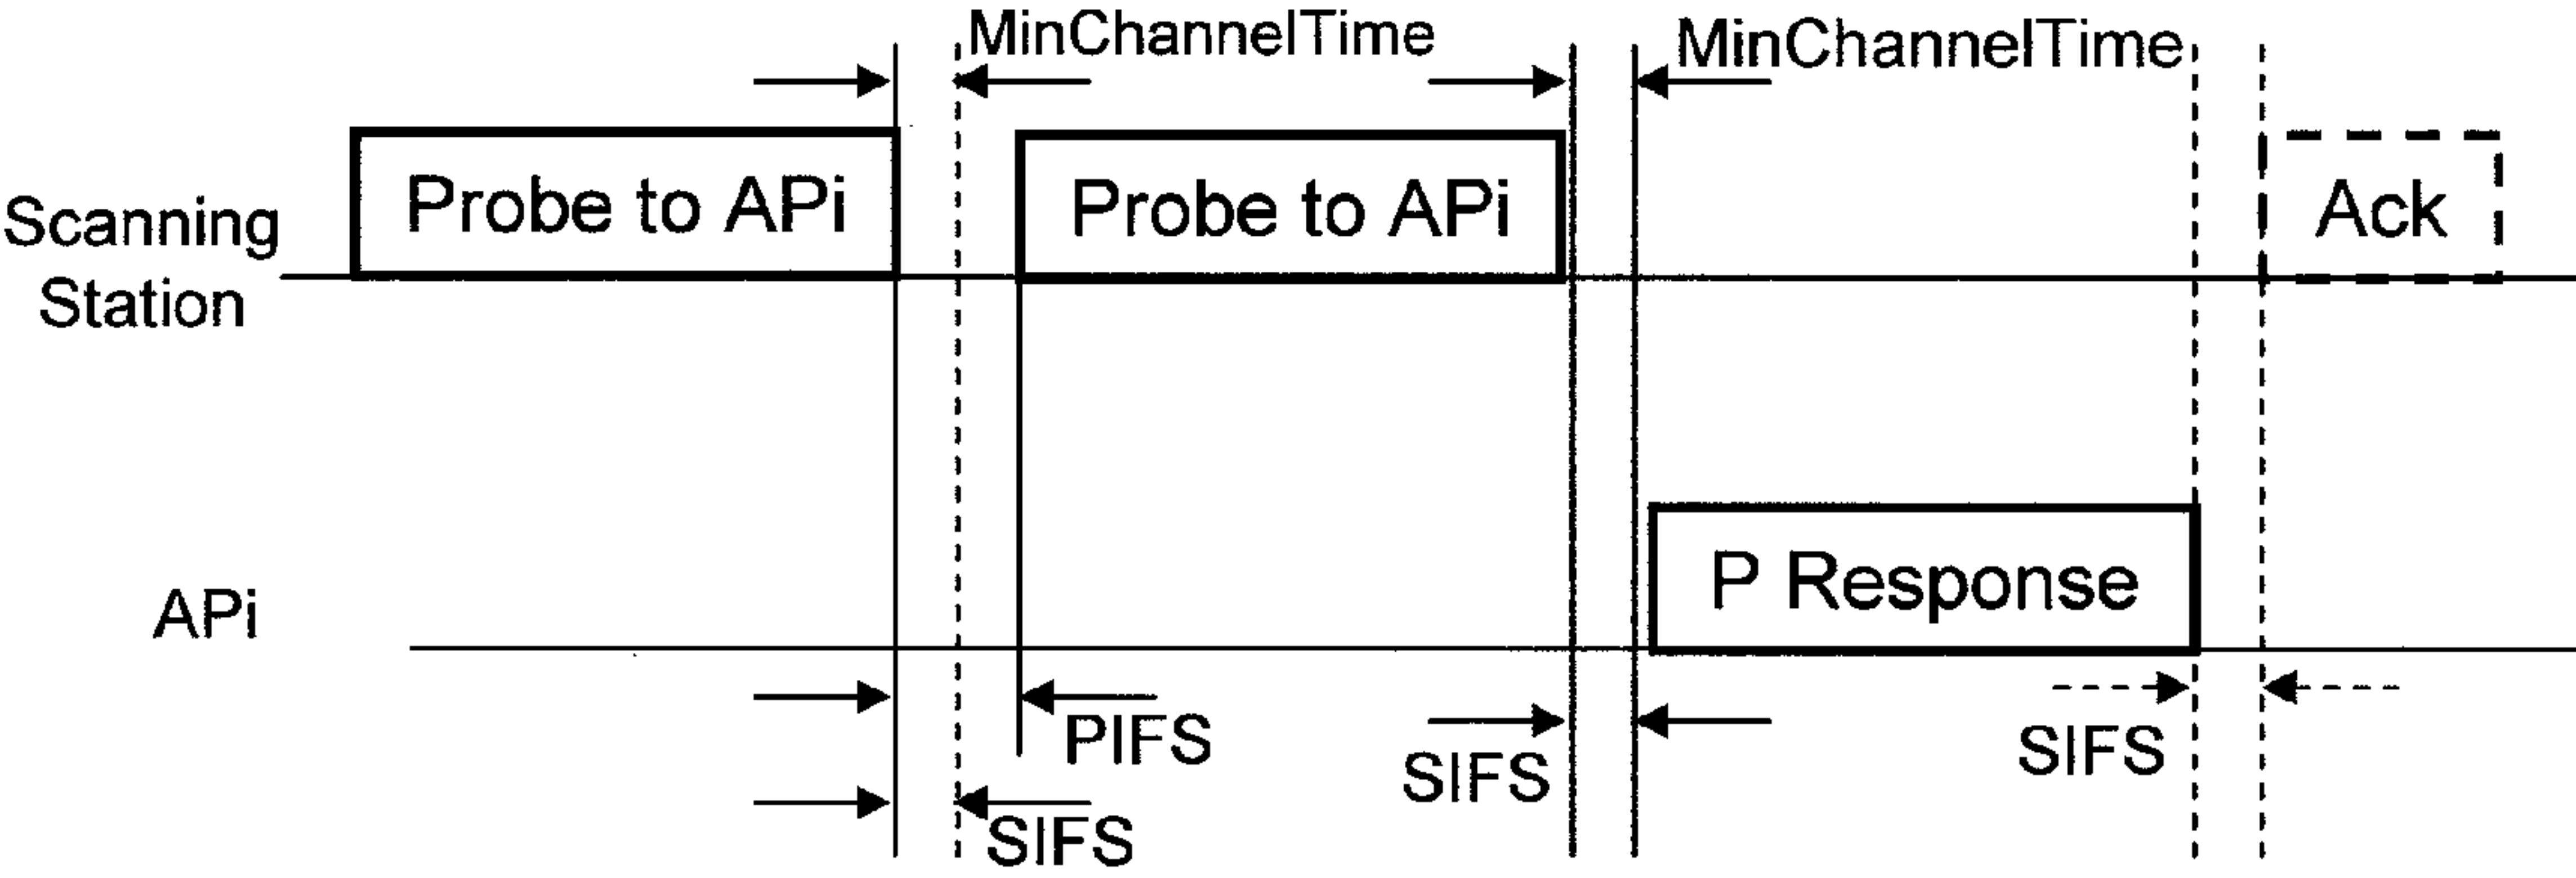 MinChannelTime
MinChannelTime
Probe to APi
Probe to APi
Ack
Scanning
Station
P Response
APi
PIFS
SIFS
SIFS
SIFS